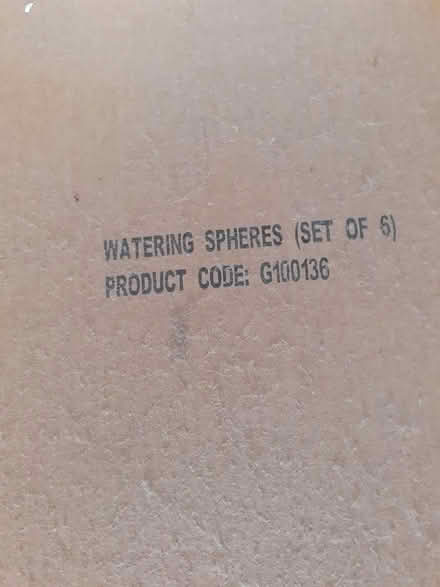 WATERING SPHERES (SET OF 6)
PRODUCT CODE: G100136